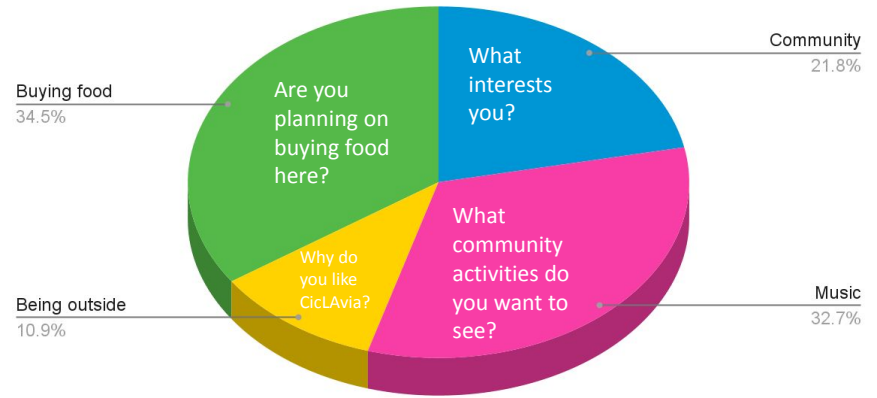 What
interests
you?
Community
21.8%
Buying food
34.5%
Are you
planning on
buying food
here?
What
community
activities do
you want to
see?
Music
32.7%
Why do
you like
CicLAvia?
Being outside
10.9%